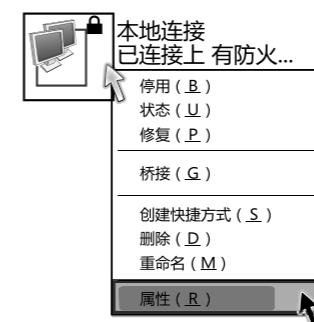 本地连接
已连接上 有防火...
停用（B）
状态（U）
修复（P）
桥接（G）
创建快捷方式（S）
删除（D）
重命名（M）
属性（R）